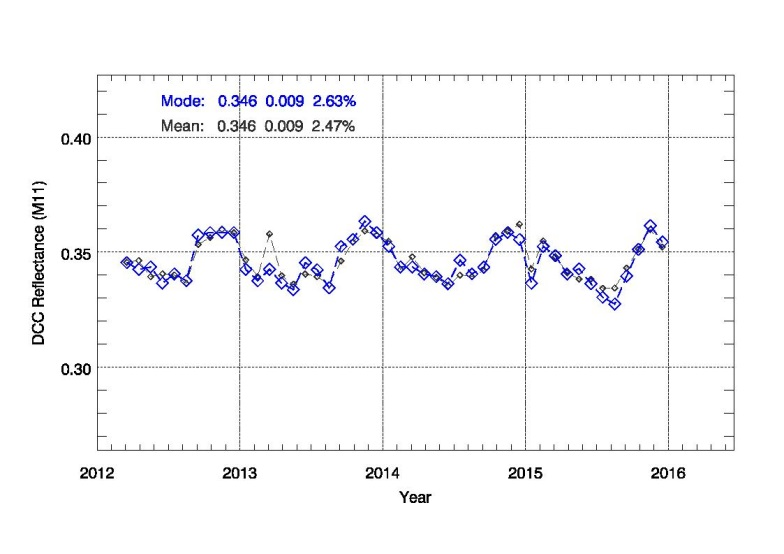 Mode: 0.346 0.009 2.63%
Mean: 0.346 0.009 2.47%
0.40
0.35
0.30
DCC Reflectance (M11)
2012 2013 2014 2015 2016
Year